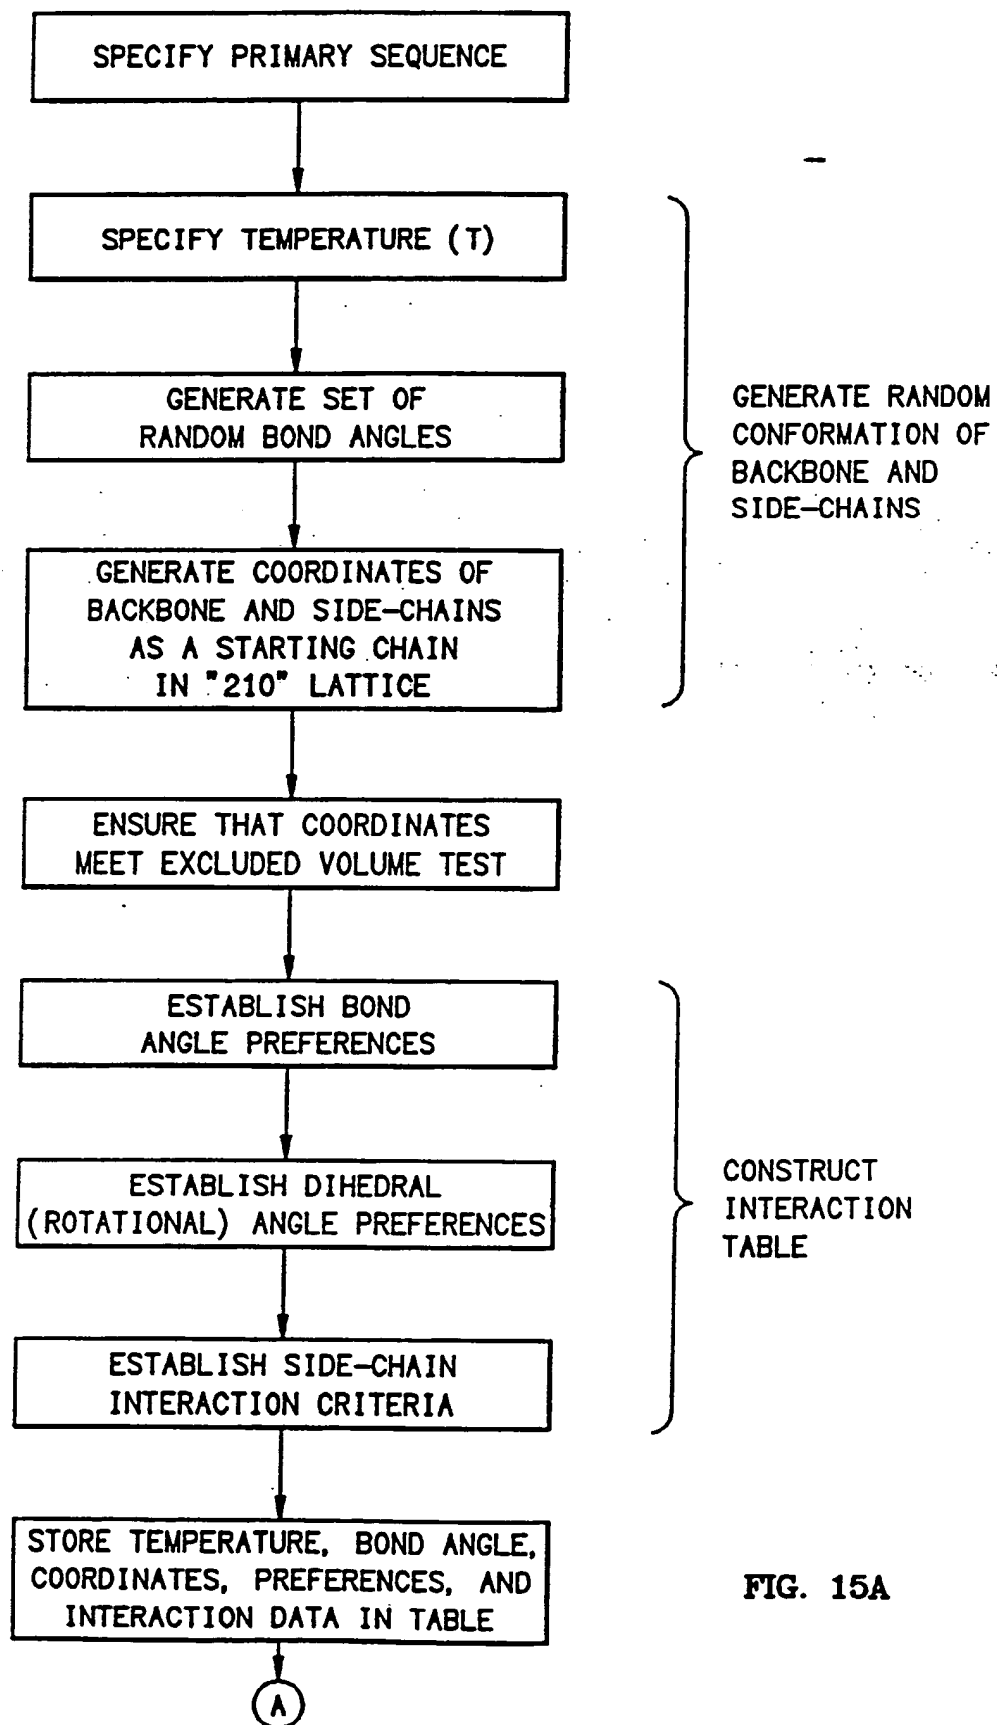 SPECIFY PRIMARY SEQUENCE
SPECIFY TEMPERATURE (T)
GENERATE SET OF
RANDOM BOND ANGLES
GENERATE COORDINATES OF
BACKBONE AND SIDE-CHAINS
AS A STARTING CHAIN
IN "210" LATTICE
GENERATE RANDOM
CONFORMATION OF
BACKBONE AND
SIDE-CHAINS
ENSURE THAT COORDINATES
MEET EXCLUDED VOLUME TEST
ESTABLISH BOND
ANGLE PREFERENCES
ESTABLISH DIHEDRAL
(ROTATIONAL) ANGLE PREFERENCES
ESTABLISH SIDE-CHAIN
INTERACTION CRITERIA
CONSTRUCT
INTERACTION
TABLE
STORE TEMPERATURE, BOND ANGLE,
COORDINATES, PREFERENCES, AND
INTERACTION DATA IN TABLE
A
FIG. 15A